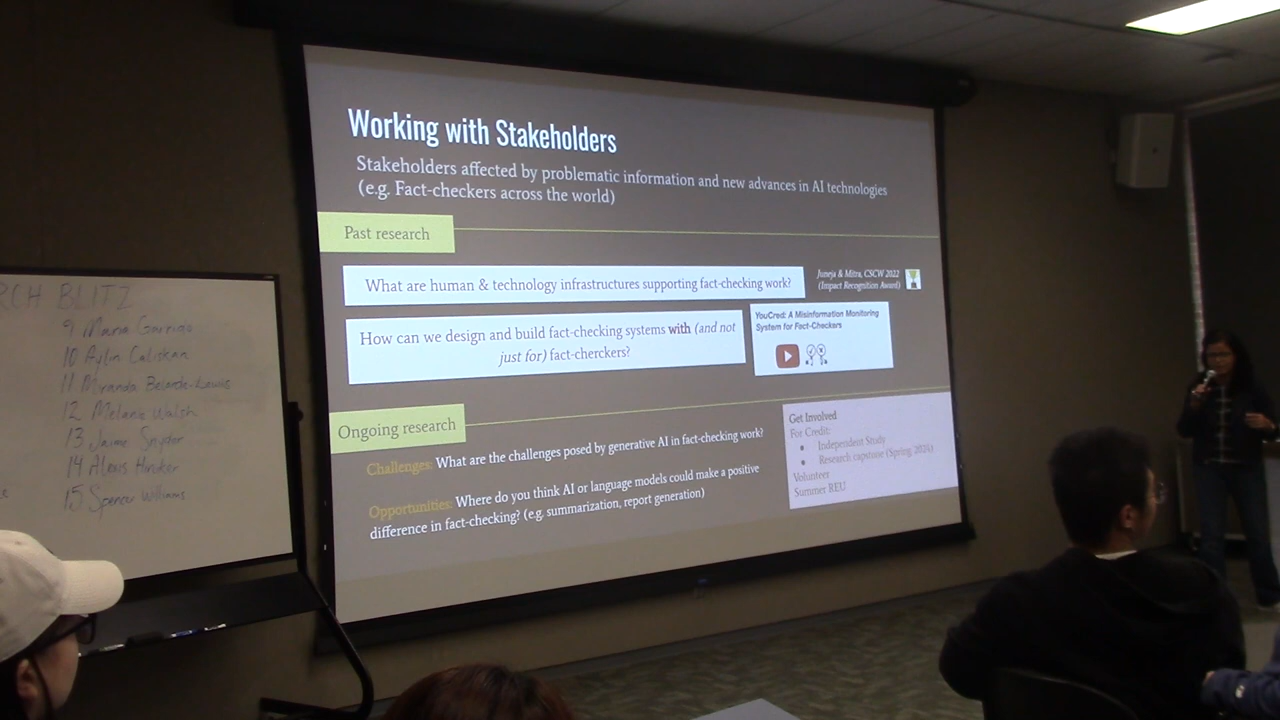 RCH BLITZ
9 Maria Garrido
10 Aylin Caliskan
11 Myanda Belarde-Lewis
12 Melanie Walsh
13 Jaime Snyder
14 Alexis Hiniker
15 Spencer Williams
Working with Stakeholders
Stakeholders affected by problematic information and new advances in AI technologies
(e.g. Fact-checkers across the world)
Past research
What are human & technology infrastructures supporting fact-checking work?
Juneja & Mitra, CSCW 2022
(Impact Recognition Award)
How can we design and build fact-checking systems with (and not
just for) fact-cherckers?
YouCred: A Misinformation Monitoring
System for Fact-Checkers
Ongoing research
Challenges: What are the challenges posed by generative AI in fact-checking work?
Opportunities: Where do you think AI or language models could make a positive
difference in fact-checking? (e.g. summarization, report generation)
Get Involved
For Credit:
Independent Study
Research capstone (Spring, 2024)
Volunteer
Summer REU